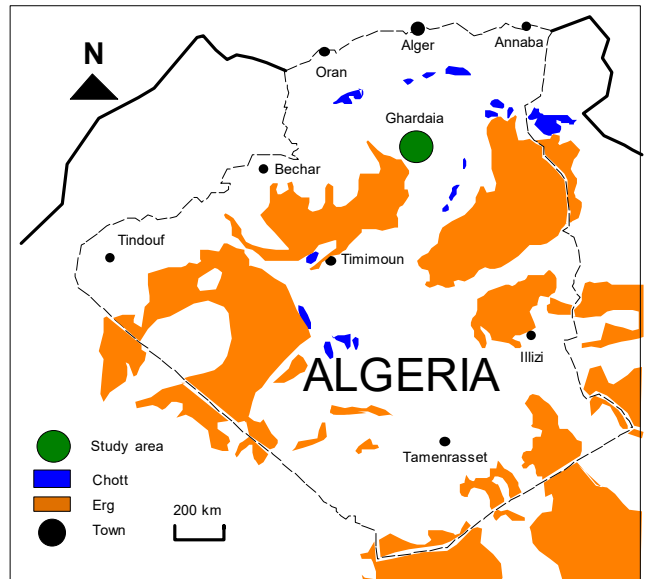 N
Alger
Annaba
Oran
Ghardaia
Bechar
Tindouf
Timimoun
Illizi
ALGERIA
Tamenrasset
Study area
Chott
Erg
200 km
Town